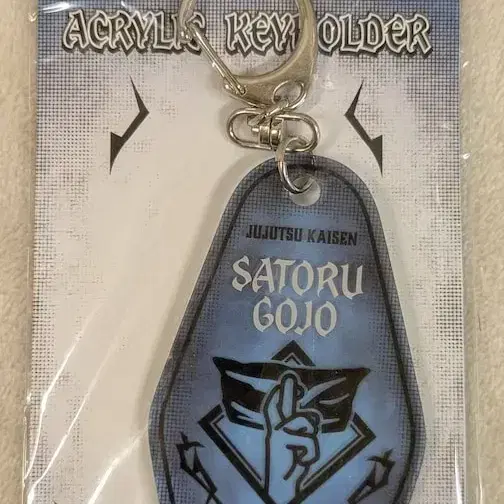 ACRYLIC KEYHOLDER
JUJUTSU KAISEN
SATORU
GOJO